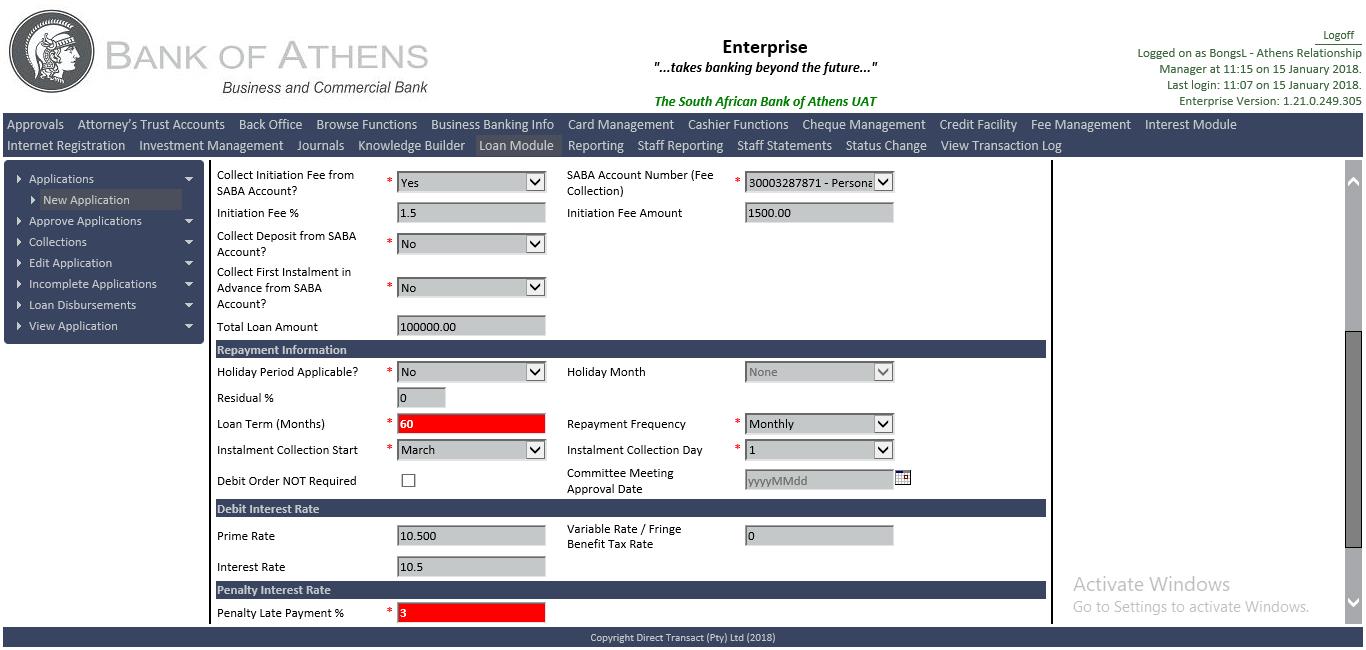 BANK OF ATHENS
Business and Commercial Bank
Enterprise
"...takes banking beyond the future..."
The South African Bank of Athens UAT
Logoff
Logged on as BongsL - Athens Relationship
Manager at 11:15 on 15 January 2018.
Last login: 11:07 on 15 January 2018.
Enterprise Version: 1.21.0.249.305
Approvals Attorney's Trust Accounts Back Office Browse Functions Business Banking Info Card Management Cashier Functions Cheque Management Credit Facility Fee Management Interest Module
Internet Registration Investment Management Journals Knowledge Builder Loan Module Reporting Staff Reporting Staff Statements Status Change View Transaction Log
Applications
New Application
Approve Applications
Collections
Edit Application
Incomplete Applications
Loan Disbursements
View Application
Collect Initiation Fee from
SABA Account?
* Yes
SABA Account Number (Fee
Collection)
* 30003287871 - Persona
Initiation Fee % 1.5 Initiation Fee Amount 1500.00
Collect Deposit from SABA
Account?
* No
Collect First Instalment in
Advance from SABA
Account?
* No
Total Loan Amount 100000.00
Repayment Information
Holiday Period Applicable? * No Holiday Month None
Residual % 0
Loan Term (Months) * 60 Repayment Frequency * Monthly
Instalment Collection Start * March Instalment Collection Day * 1
Debit Order NOT Required
Committee Meeting
Approval Date
yyyyMMdd
Debit Interest Rate
Prime Rate 10.500
Variable Rate / Fringe
Benefit Tax Rate
0
Interest Rate 10.5
Penalty Interest Rate
Penalty Late Payment % * 3
Activate Windows
Go to Settings to activate Windows.
Copyright Direct Transact (Pty) Ltd (2018)